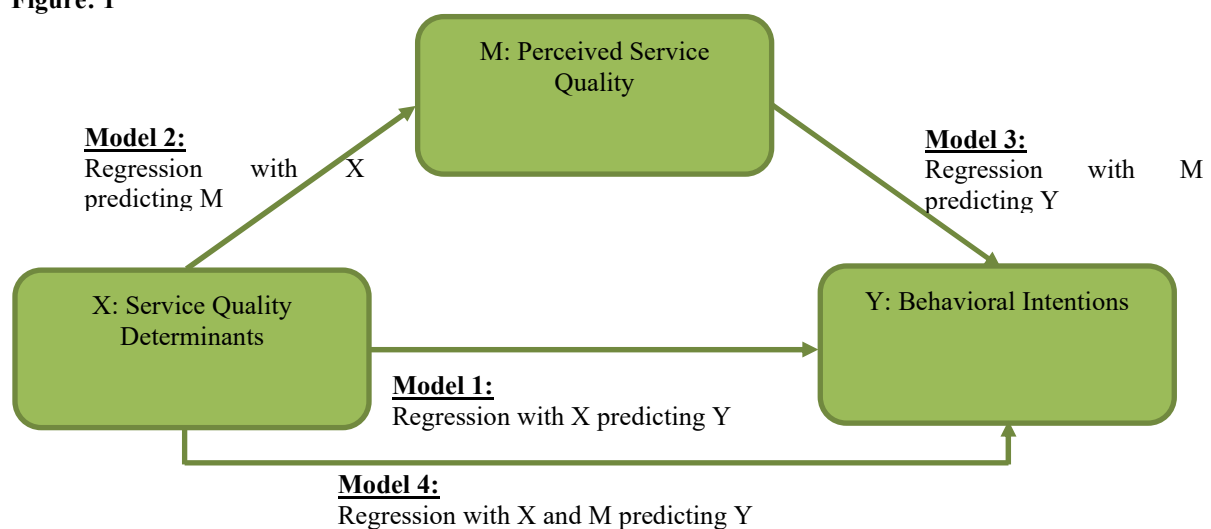 Figure: 1
M: Perceived Service
Quality
Model 2:
Regression with X
predicting M
Model 3:
Regression with M
predicting Y
X: Service Quality
Determinants
Y: Behavioral Intentions
Model 1:
Regression with X predicting Y
Model 4:
Regression with X and M predicting Y